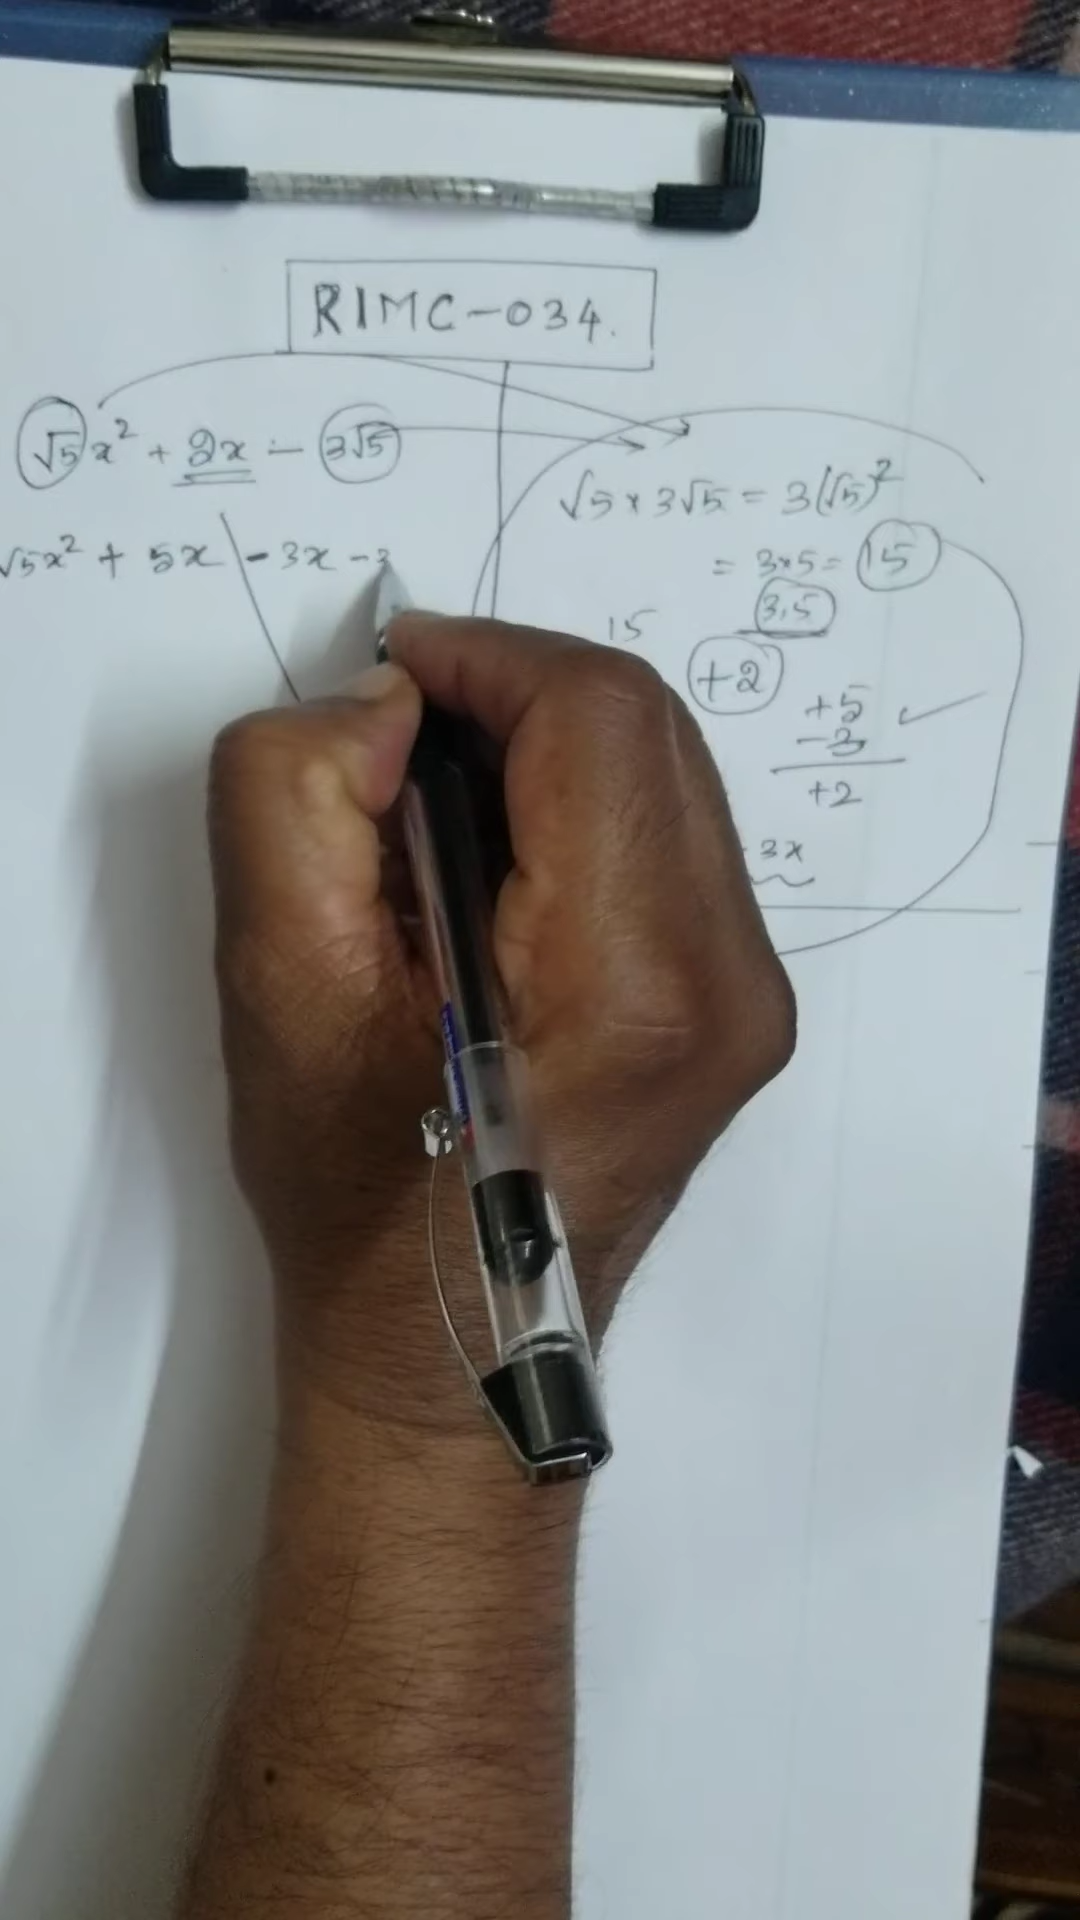 RIMC-034.
√5x² + 2x - 3√5
√5x² + 5x - 3x - 3
√5 × 3√5 = 3(√5)²
= 3×5 = 15
15
3,5
+2
+5
-3
+2
3x